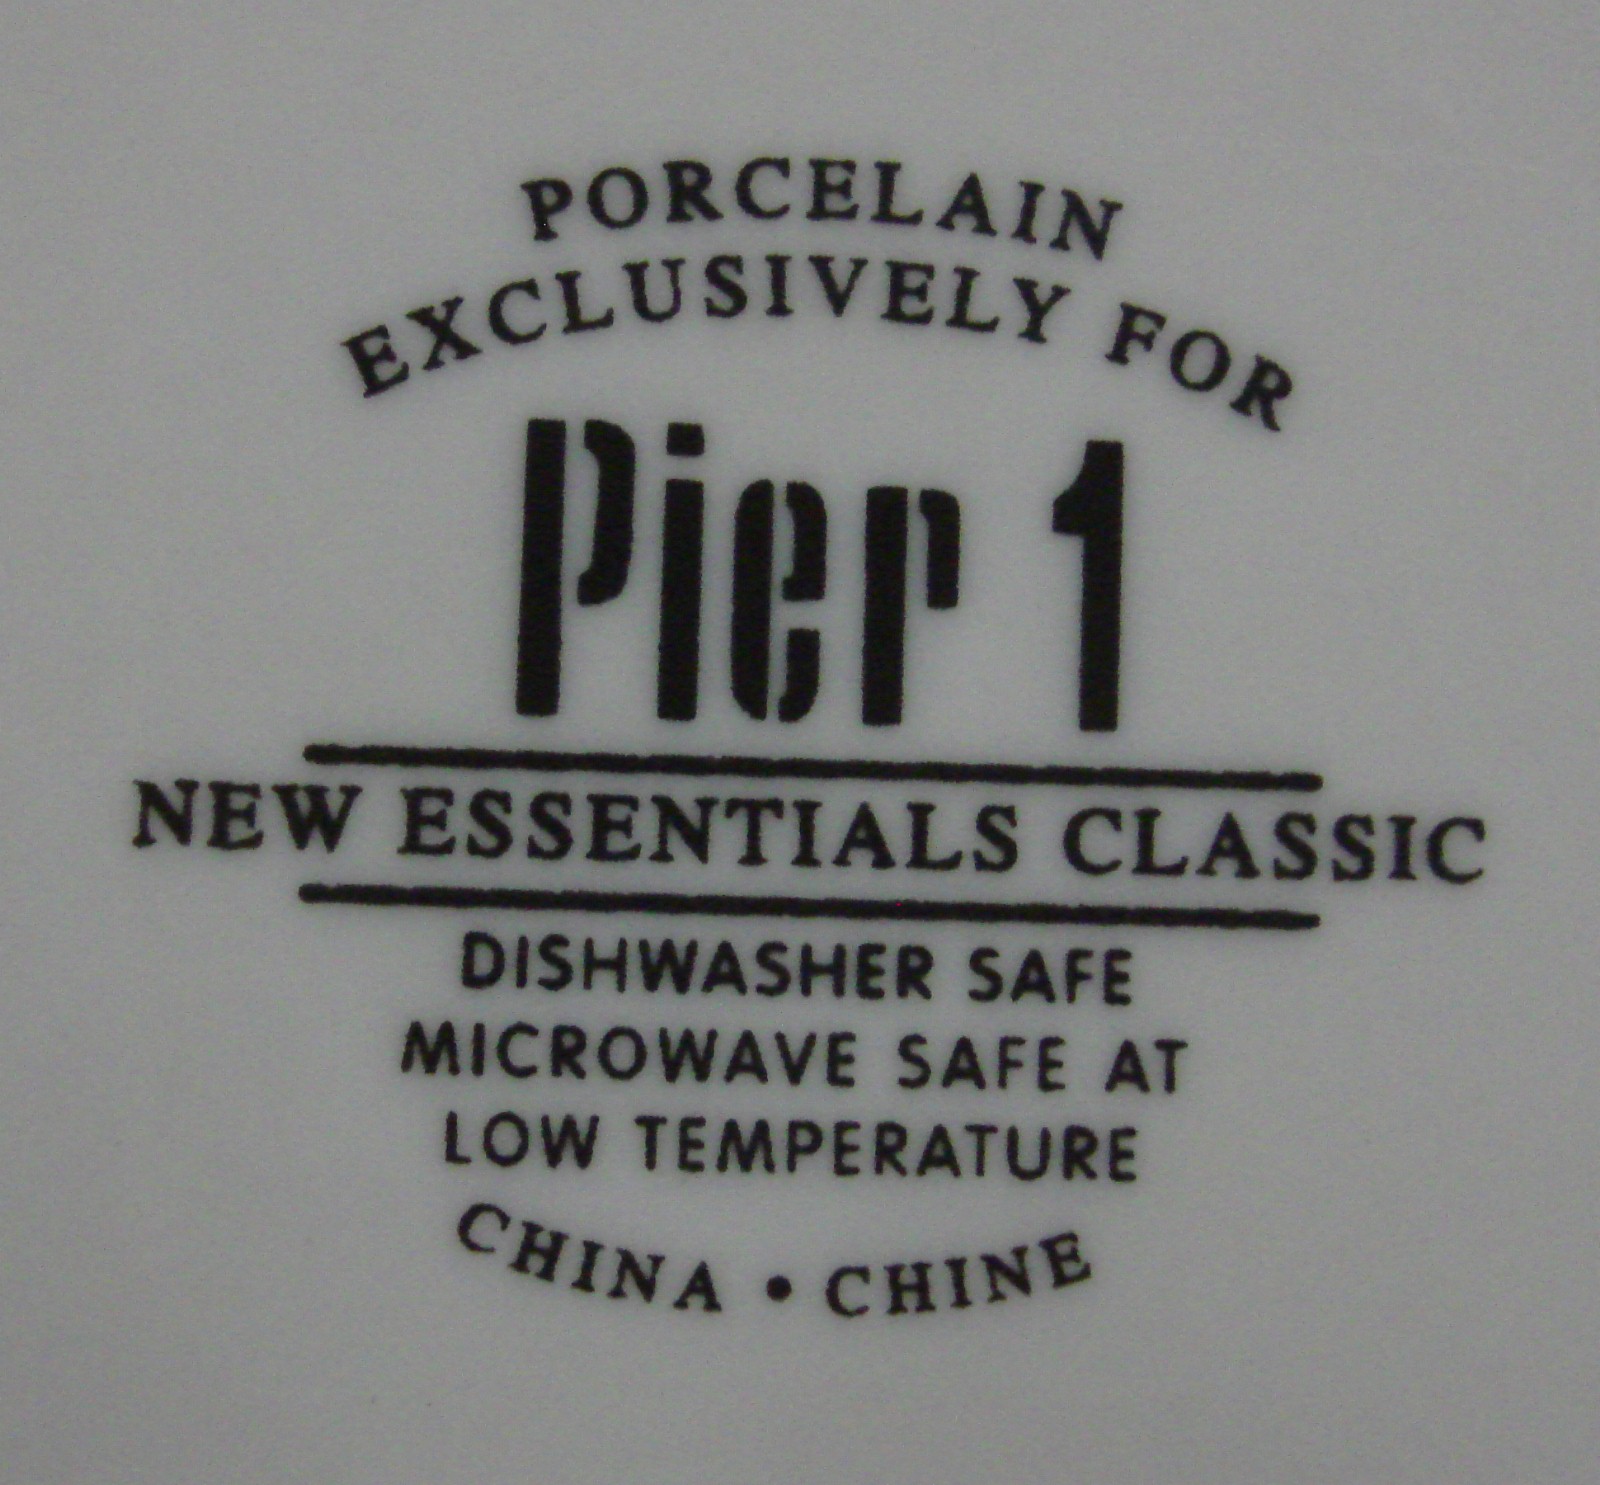 PORCELAIN
EXCLUSIVELY FOR
Pier 1
NEW ESSENTIALS CLASSIC
DISHWASHER SAFE
MICROWAVE SAFE AT
LOW TEMPERATURE
CHINA • CHINE